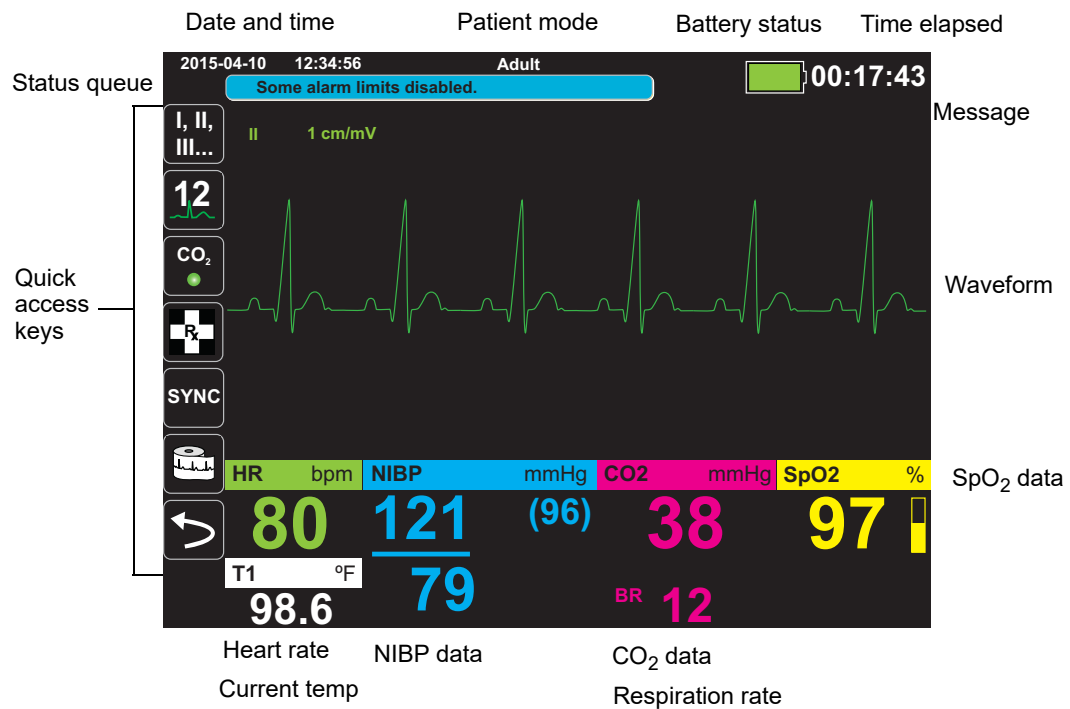 Date and time
Patient mode
Battery status
Time elapsed
2015-04-10 12:34:56
Adult
00:17:43
Status queue
Some alarm limits disabled.
Message
I, II,
III...
II 1 cm/mV
12
CO₂
Quick
access
keys
Waveform
Rx
SYNC
HR bpm
NIBP mmHg
CO2 mmHg
SpO2 %
SpO₂ data
80
121
(96)
38
97
T1 ºF
79
98.6
BR 12
Heart rate
NIBP data
CO₂ data
Current temp
Respiration rate